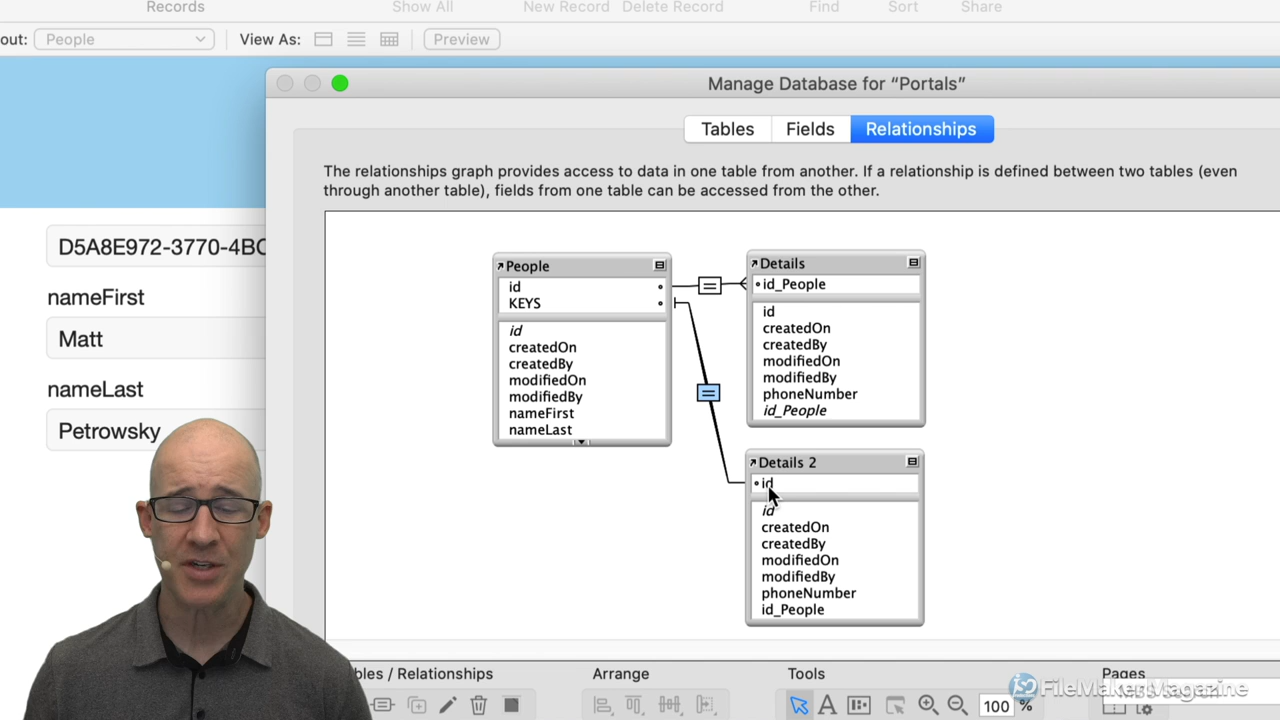 Records
Show All
New Record
Delete Record
Find
Sort
Share
out:
People
View As:
Preview
Manage Database for “Portals”
Tables
Fields
Relationships
The relationships graph provides access to data in one table from another. If a relationship is defined between two tables (even
through another table), fields from one table can be accessed from the other.
D5A8E972-3770-4BC
nameFirst
Matt
nameLast
Petrowsky
People
id
KEYS
id
createdOn
createdBy
modifiedOn
modifiedBy
nameFirst
nameLast
Details
id_People
id
createdOn
createdBy
modifiedOn
modifiedBy
phoneNumber
id_People
Details 2
id
id
createdOn
createdBy
modifiedOn
modifiedBy
phoneNumber
id_People
bles / Relationships
Arrange
Tools
Pages
100 %
FileMakerMagazine